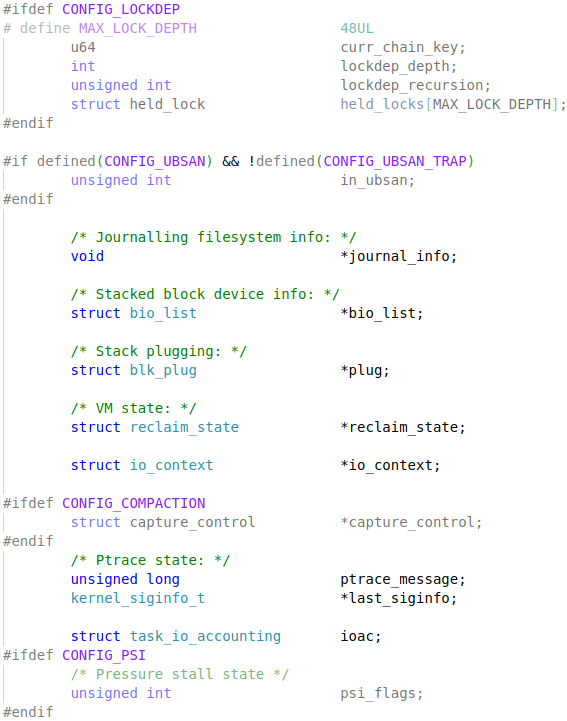 #ifdef CONFIG_LOCKDEP
# define MAX_LOCK_DEPTH 48UL
u64 curr_chain_key;
int lockdep_depth;
unsigned int lockdep_recursion;
struct held_lock held_locks[MAX_LOCK_DEPTH];
#endif
#if defined(CONFIG_UBSAN) && !defined(CONFIG_UBSAN_TRAP)
unsigned int in_ubsan;
#endif
/* Journalling filesystem info: */
void *journal_info;
/* Stacked block device info: */
struct bio_list *bio_list;
/* Stack plugging: */
struct blk_plug *plug;
/* VM state: */
struct reclaim_state *reclaim_state;
struct io_context *io_context;
#ifdef CONFIG_COMPACTION
struct capture_control *capture_control;
#endif
/* Ptrace state: */
unsigned long ptrace_message;
kernel_siginfo_t *last_siginfo;
struct task_io_accounting ioac;
#ifdef CONFIG_PSI
/* Pressure stall state */
unsigned int psi_flags;
#endif